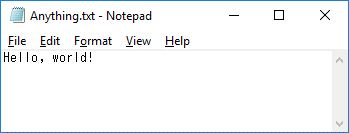 Anything.txt - Notepad
File Edit Format View Help
Hello, world!